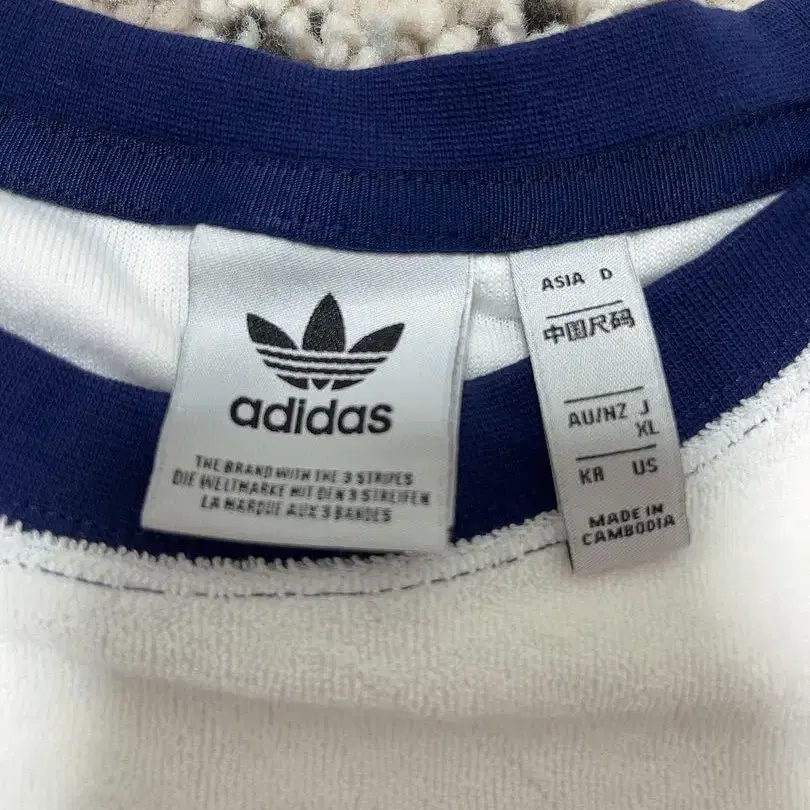 adidas
THE BRAND WITH THE 3 STRIPES
DIE WELTMARKE MIT DEN 3 STREIFEN
LA MARQUE AUX 3 BANDES
ASIA D
中国尺码
AU/NZ J
XL
KR US
MADE IN
CAMBODIA